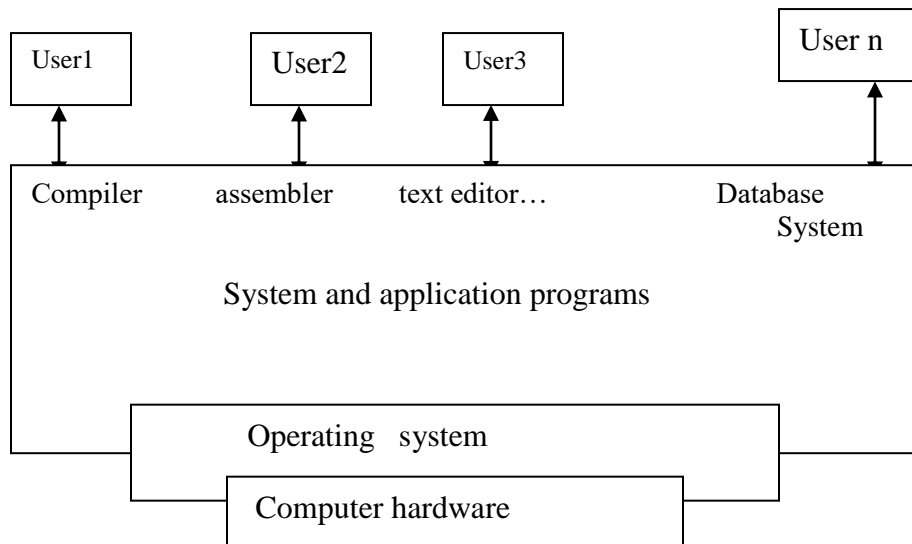 User1
User2
User3
User n
Compiler assembler text editor… Database
System
System and application programs
Operating system
Computer hardware